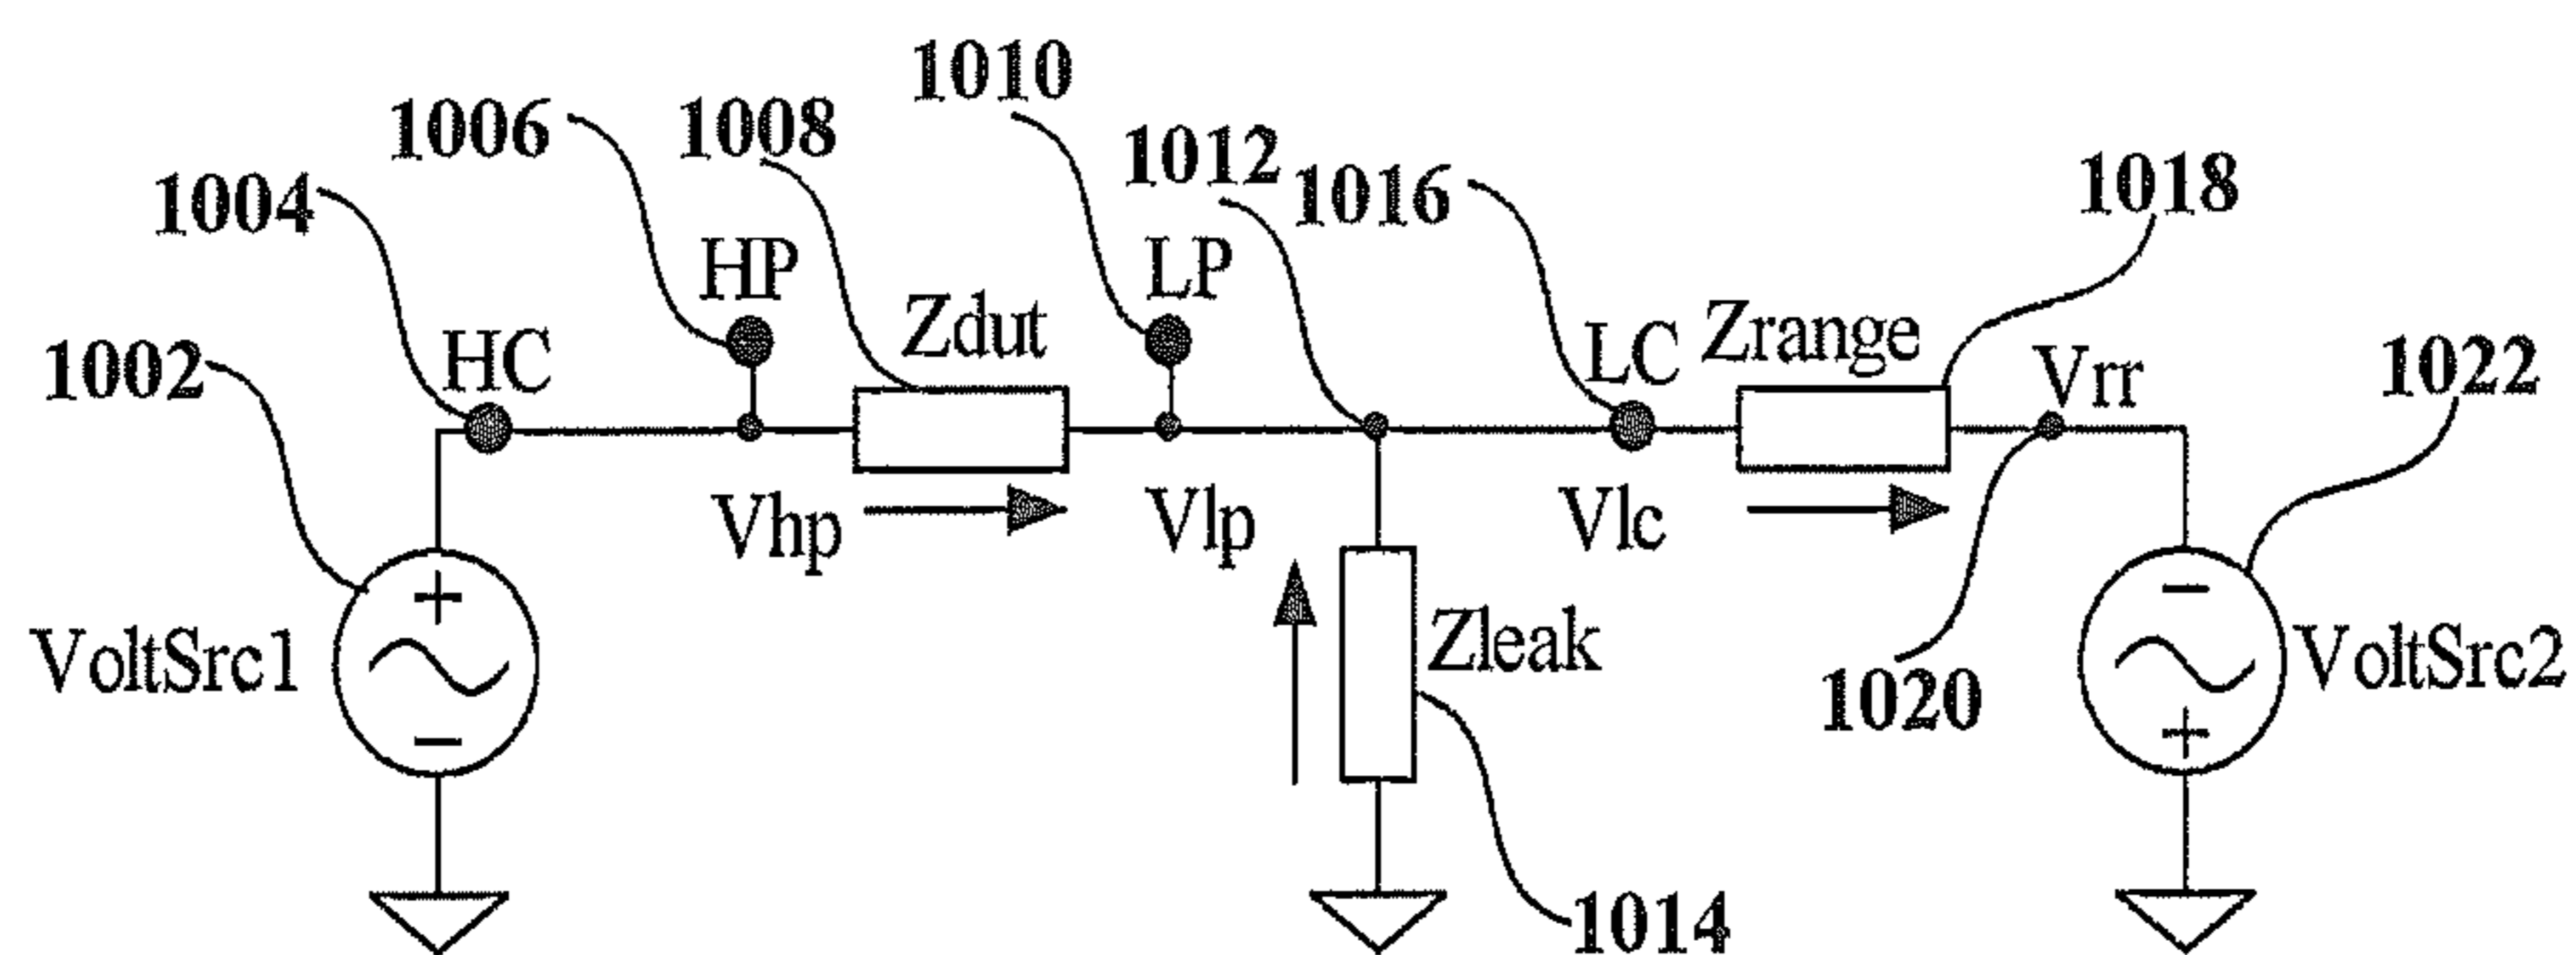 1010
1006
1008
1012
1016
1018
1004
HP
LP
HC
Zdut
LC
Zrange
Vrr
1002
1022
Vhp
Vlp
Vlc
+
−
VoltSrc1
Zleak
VoltSrc2
1020
−
+
1014